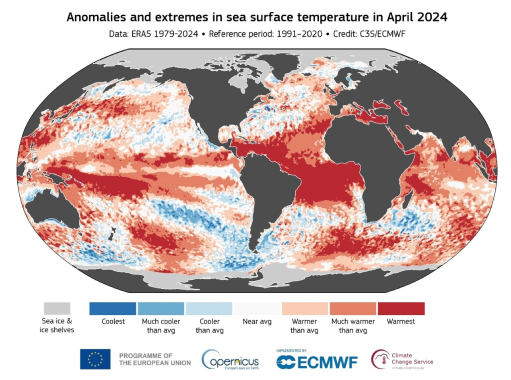 Anomalies and extremes in sea surface temperature in April 2024
Data: ERA5 1979-2024 • Reference period: 1991–2020 • Credit: C3S/ECMWF
Sea ice &
ice shelves
Coolest
Much cooler
than avg
Cooler
than avg
Near avg
Warmer
than avg
Much warmer
than avg
Warmest
PROGRAMME OF
THE EUROPEAN UNION
opernicus
IMPLEMENTED BY
ECMWF
Climate
Change Service